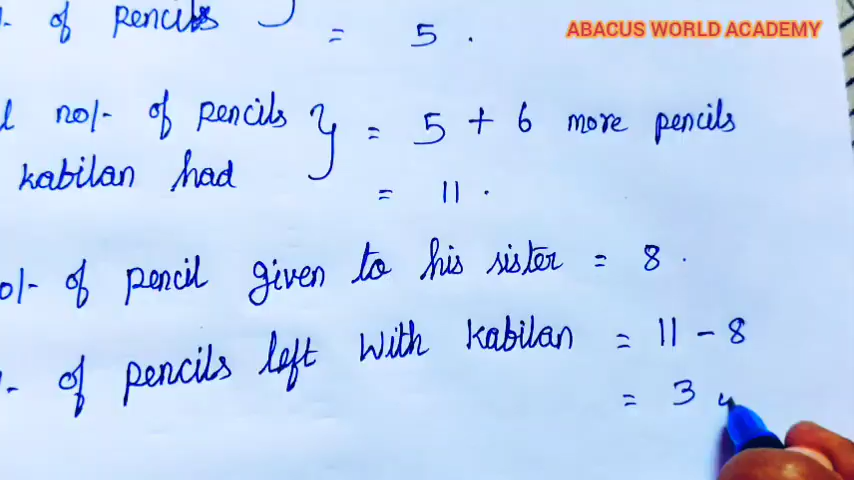 of pencils
= 5 .
ABACUS WORLD ACADEMY
no/- of pencils } = 5 + 6 more pencils
kabilan had
= 11 .
of pencil given to his sister = 8 .
of pencils left with kabilan = 11 - 8
= 3